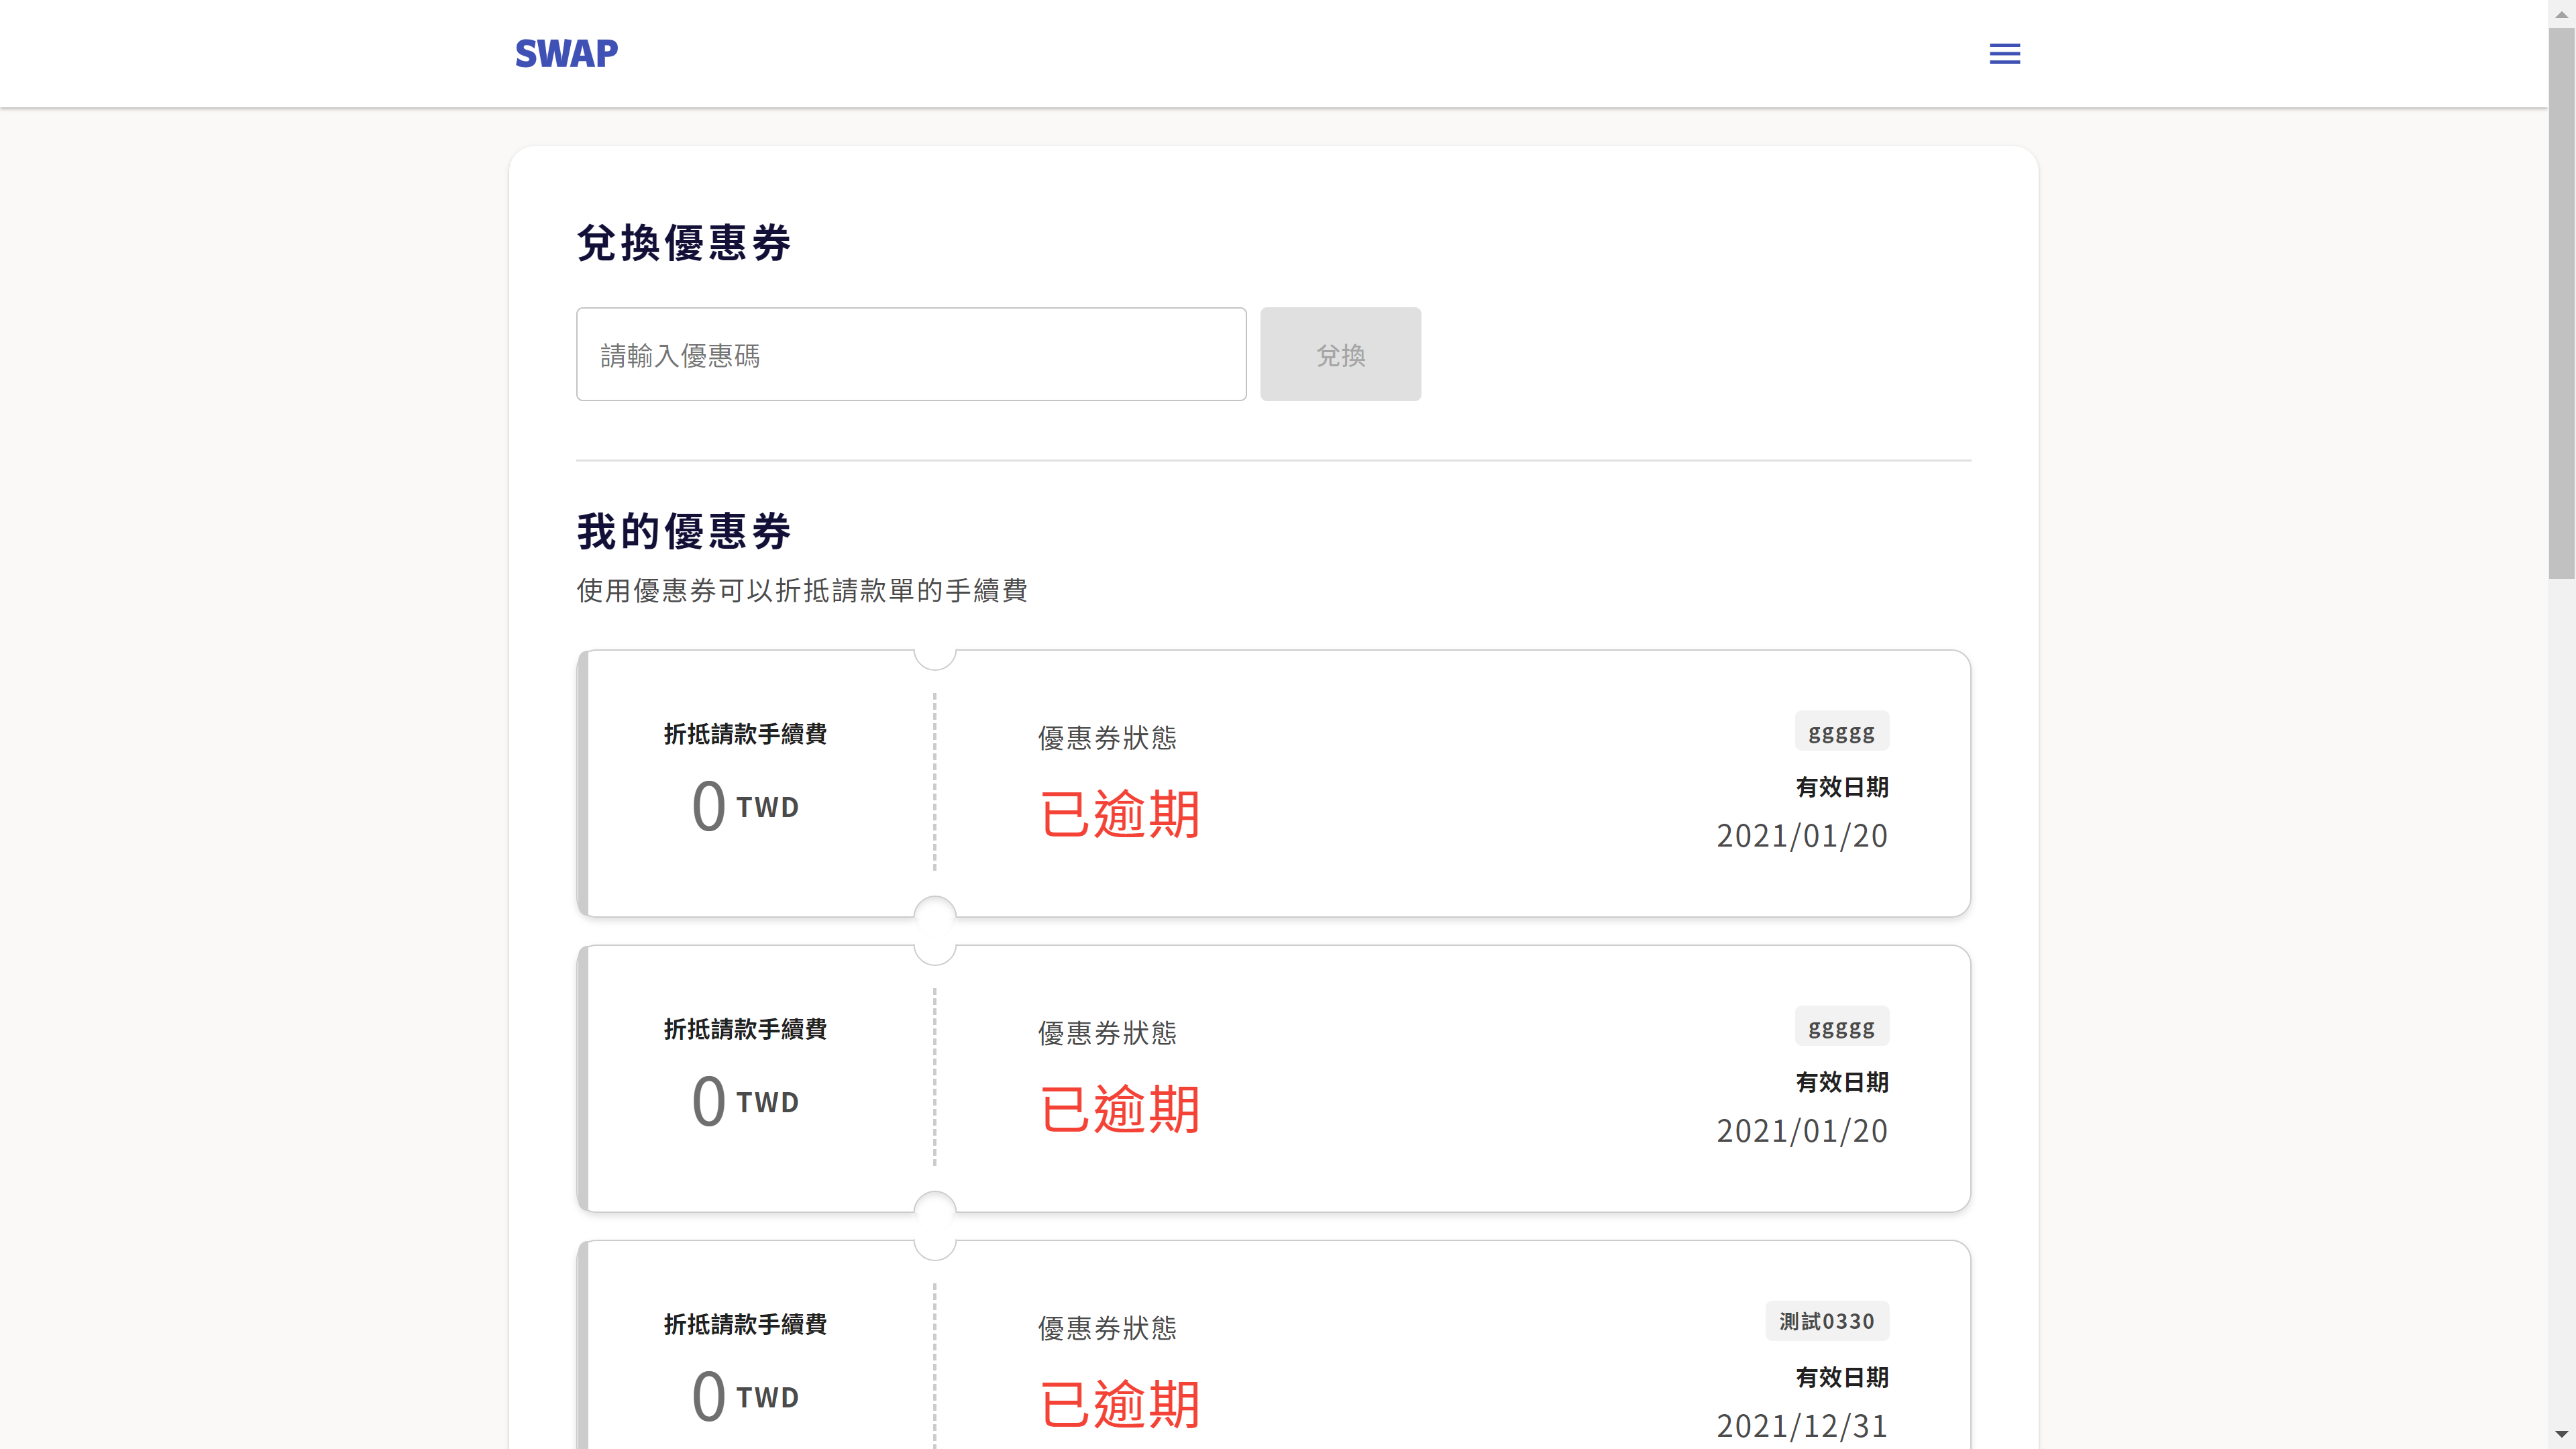 SWAP
兌換優惠券
請輸入優惠碼
兌換
我的優惠券
使用優惠券可以折抵請款單的手續費
折抵請款手續費
0 TWD
優惠券狀態
已逾期
ggggg
有效日期
2021/01/20
折抵請款手續費
0 TWD
優惠券狀態
已逾期
ggggg
有效日期
2021/01/20
折抵請款手續費
0 TWD
優惠券狀態
已逾期
測試0330
有效日期
2021/12/31